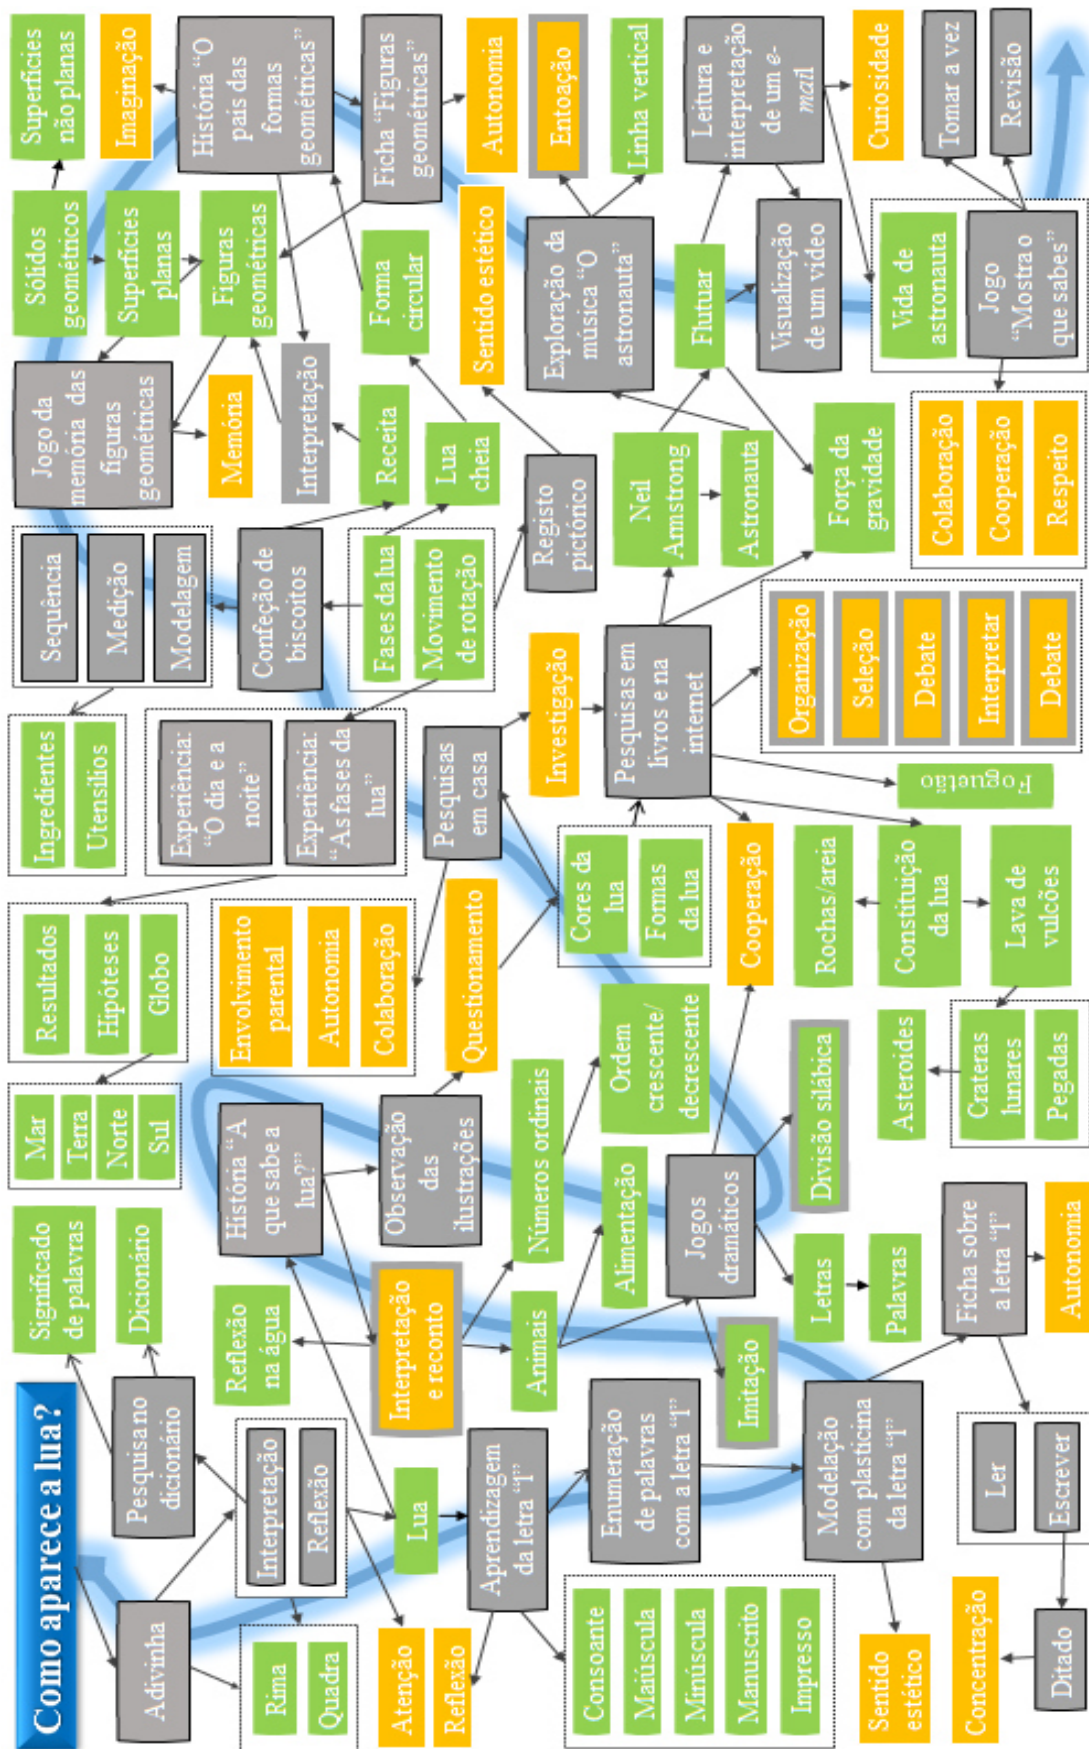 Como aparece a lua?
Adivinha
Rima
Quadra
Pesquisa no
dicionário
Significado
de palavras
Dicionário
Interpretação
Reflexão
Atenção
Reflexão
Lua
Aprendizagem
da letra “l”
Consoante
Maiúscula
Minúscula
Manuscrito
Impresso
Enumeração
de palavras
com a letra “l”
Modelação
com plasticina
da letra “l”
Sentido
estético
Ficha sobre
a letra “l”
Autonomia
Ler
Escrever
Ditado
Concentração
História “A
que sabe a
lua?”
Reflexão
na água
Interpretação
e reconto
Observação
das
ilustrações
Questionamento
Animais
Números ordinais
Ordem
crescente/
decrescente
Alimentação
Jogos
dramáticos
Imitação
Letras
Palavras
Divisão silábica
Cooperação
Mar
Terra
Norte
Sul
Resultados
Hipóteses
Globo
Envolvimento
parental
Autonomia
Colaboração
Cores da
lua
Formas
da lua
Pesquisas
em casa
Investigação
Pesquisas em
livros e na
internet
Rochas/areia
Constituição
da lua
Lava de
vulcões
Asteroides
Crateras
lunares
Pegadas
Foguetão
Organização
Seleção
Debate
Interpretar
Debate
Experiência:
“O dia e a
noite”
Experiência:
“As fases da
lua”
Ingredientes
Utensílios
Sequência
Medição
Modelagem
Confeção de
biscoitos
Fases da lua
Movimento
de rotação
Registo
pictórico
Receita
Lua
cheia
Interpretação
Foma
circular
Sentido estético
Neil
Armstrong
Astronauta
Força da
gravidade
Flutuar
Exploração da
música “O
astronauta”
Entoação
Linha vertical
Leitura e
interpretação
de um e-
mail
Visualização
de um vídeo
Curiosidade
Vida de
astronauta
Jogo
“Mostra o
que sabes”
Tomar a vez
Revisão
Colaboração
Cooperação
Respeito
Jogo da
memória das
figuras
geométricas
Memória
Sólidos
geométricos
Superfícies
não planas
Superfícies
planas
Figuras
geométricas
Imaginação
História “O
país das
formas
geométricas”
Ficha “Figuras
geométricas”
Autonomia